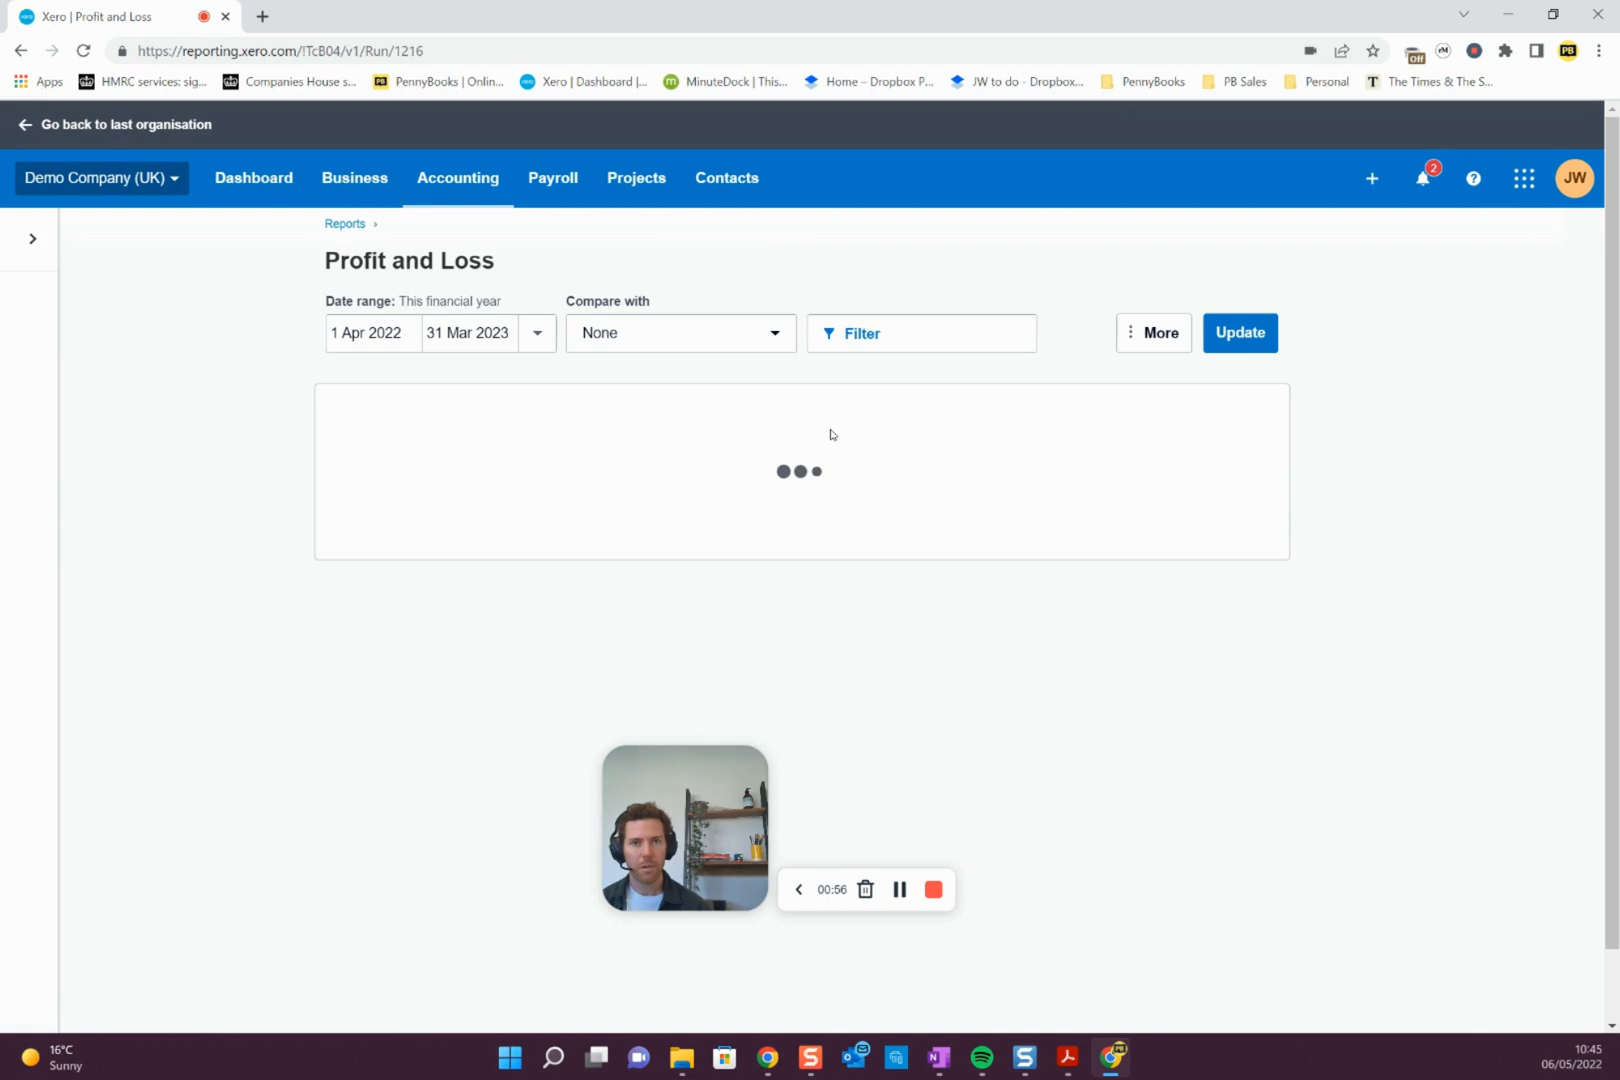 Xero | Profit and Loss
https://reporting.xero.com/!TcB04/v1/Run/1216
Off
PB
Apps
HMRC services: sig...
Companies House s...
PB
PennyBooks | Onlin...
Xero | Dashboard |...
m
MinuteDock | This...
Home – Dropbox P...
JW to do - Dropbox...
PennyBooks
PB Sales
Personal
T
The Times & The S...
Go back to last organisation
Demo Company (UK)
Dashboard
Business
Accounting
Payroll
Projects
Contacts
2
JW
Reports
Profit and Loss
Date range: This financial year
Compare with
1 Apr 2022
31 Mar 2023
None
Filter
More
Update
00:56
16°C
Sunny
10:45
06/05/2022